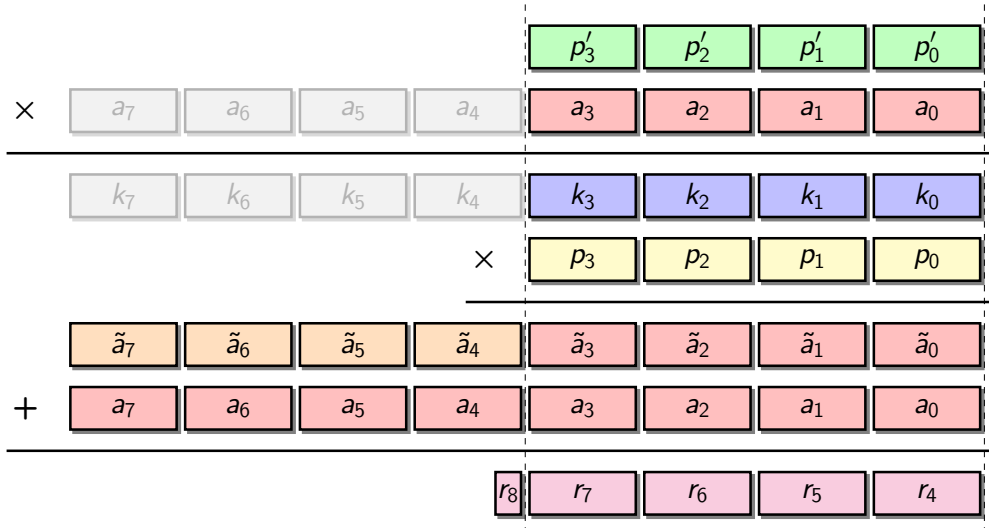 p′₃ p′₂ p′₁ p′₀
× a₇ a₆ a₅ a₄ a₃ a₂ a₁ a₀
k₇ k₆ k₅ k₄ k₃ k₂ k₁ k₀
× p₃ p₂ p₁ p₀
ã₇ ã₆ ã₅ ã₄ ã₃ ã₂ ã₁ ã₀
+ a₇ a₆ a₅ a₄ a₃ a₂ a₁ a₀
r₈ r₇ r₆ r₅ r₄